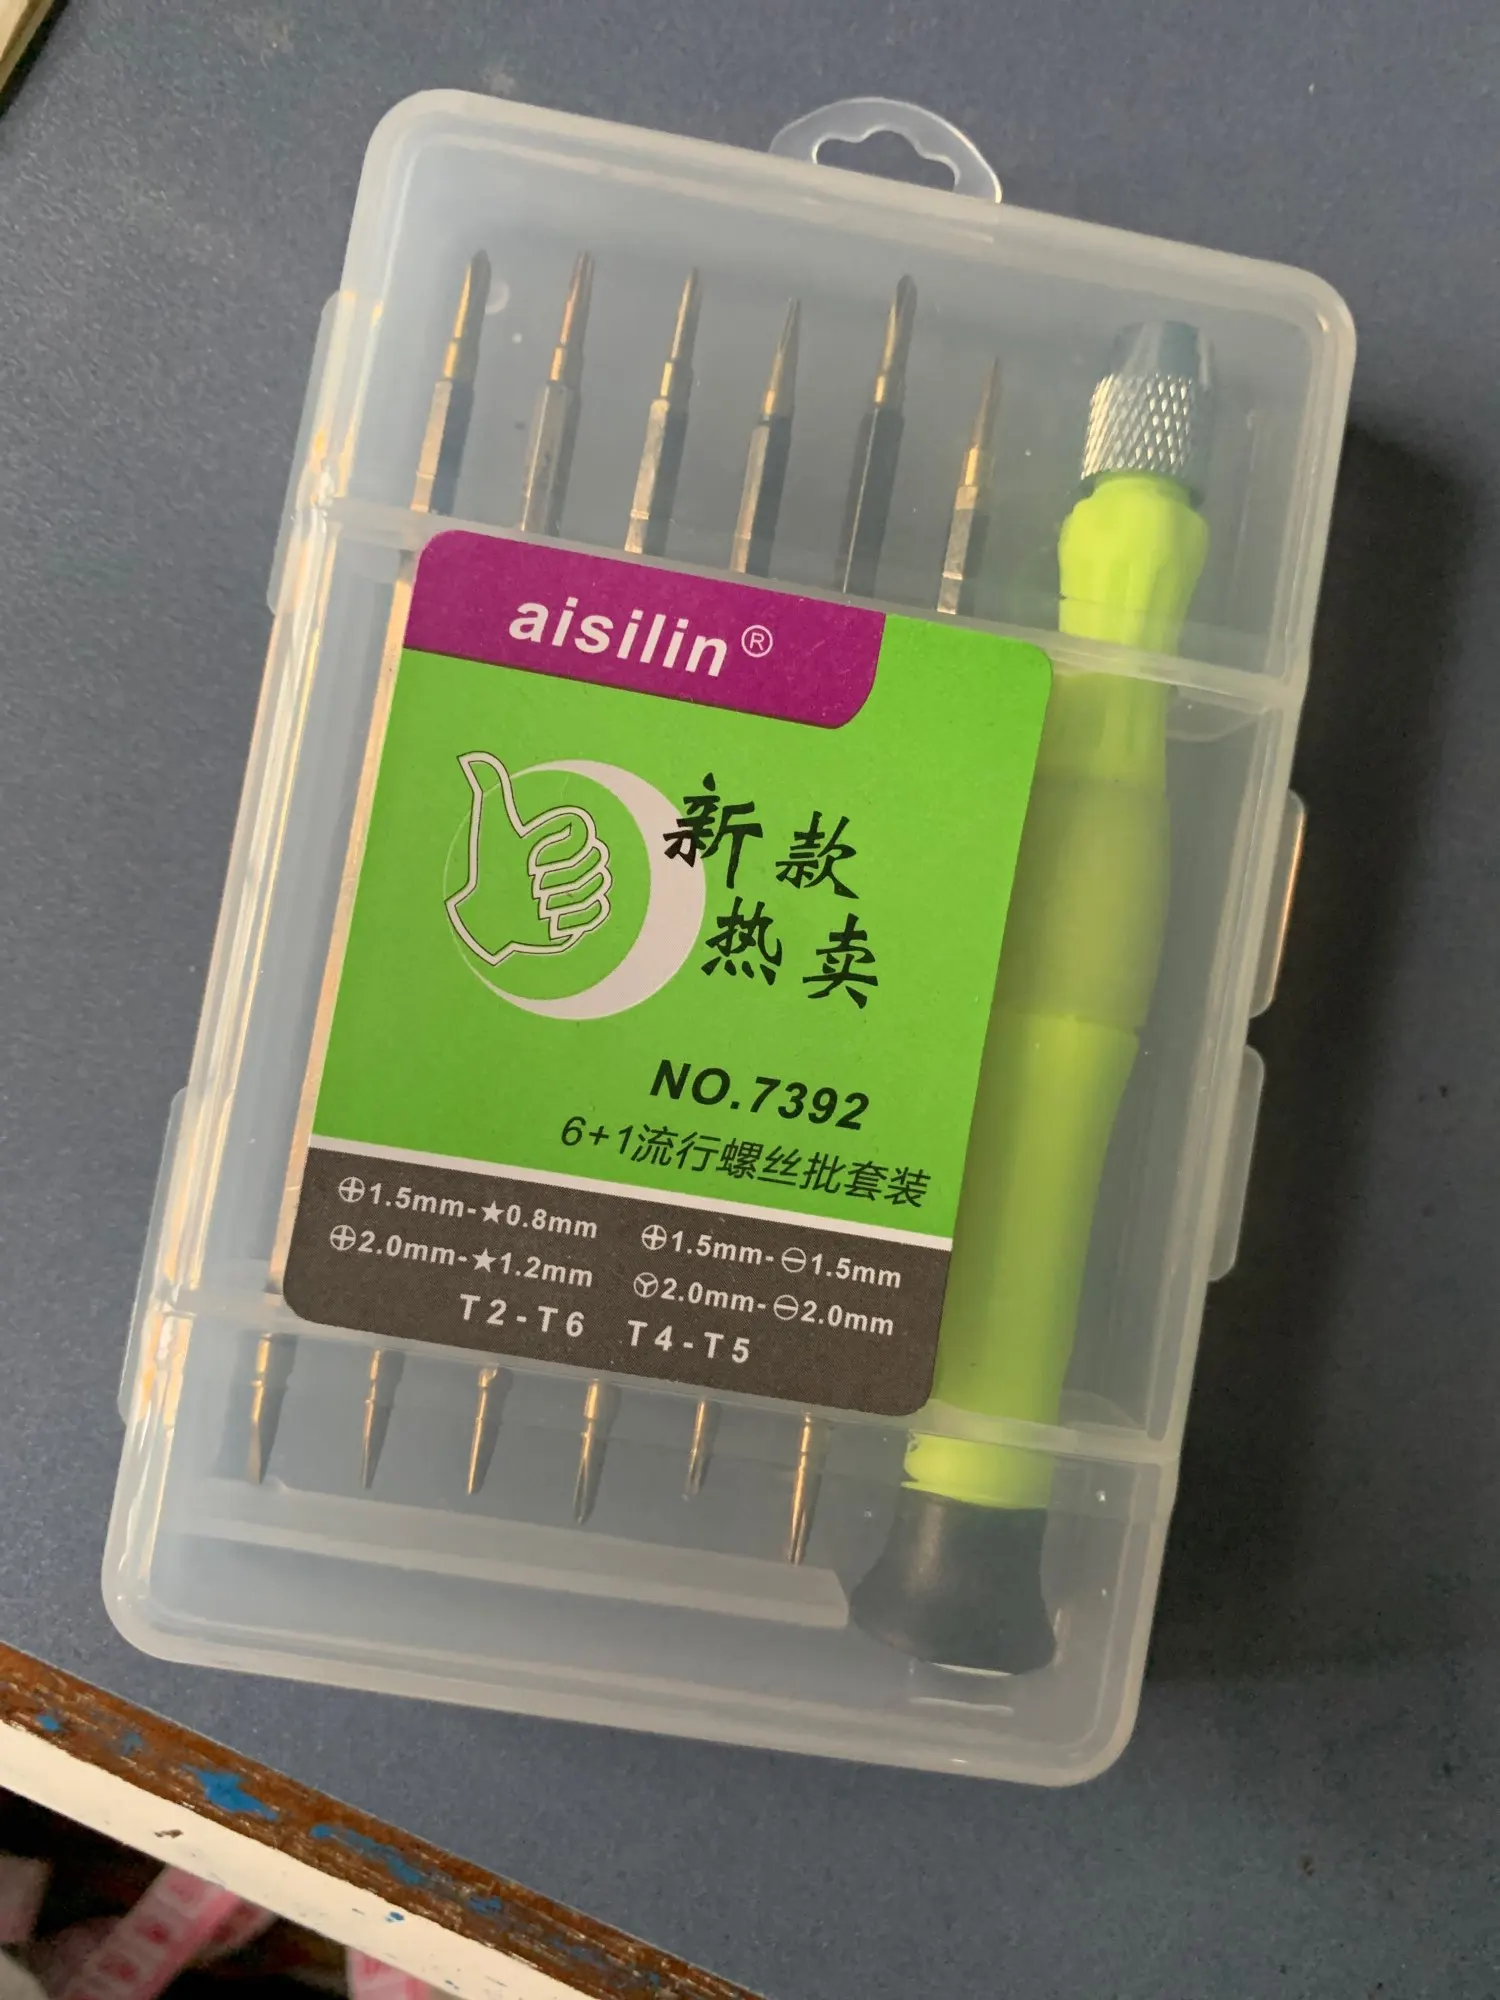 aisilin®
新款
热卖
NO.7392
6+1流行螺丝批套装
⊕1.5mm-★0.8mm ⊕1.5mm-⊖1.5mm
⊕2.0mm-★1.2mm Ⓨ2.0mm-⊖2.0mm
T2-T6 T4-T5